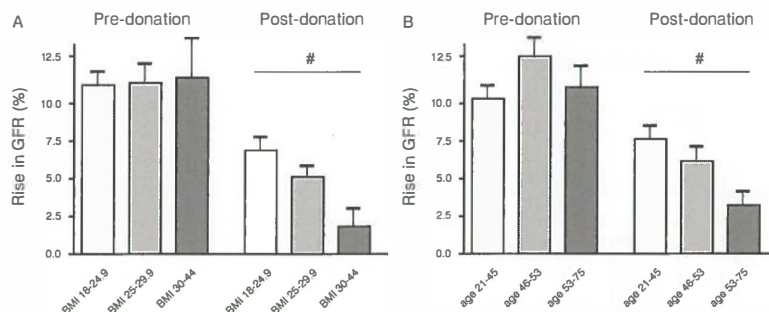 A
Pre-donation
Post-donation
Rise in GFR (%)
12.5
10.0
7.5
5.0
2.5
0.0
#
BMI 18-24.9
BMI 25-29.9
BMI 30-44
BMI 18-24.9
BMI 25-29.9
BMI 30-44
B
Pre-donation
Post-donation
Rise in GFR (%)
12.5
10.0
7.5
5.0
2.5
0.0
#
age 21-45
age 46-53
age 53-75
age 21-45
age 46-53
age 53-75